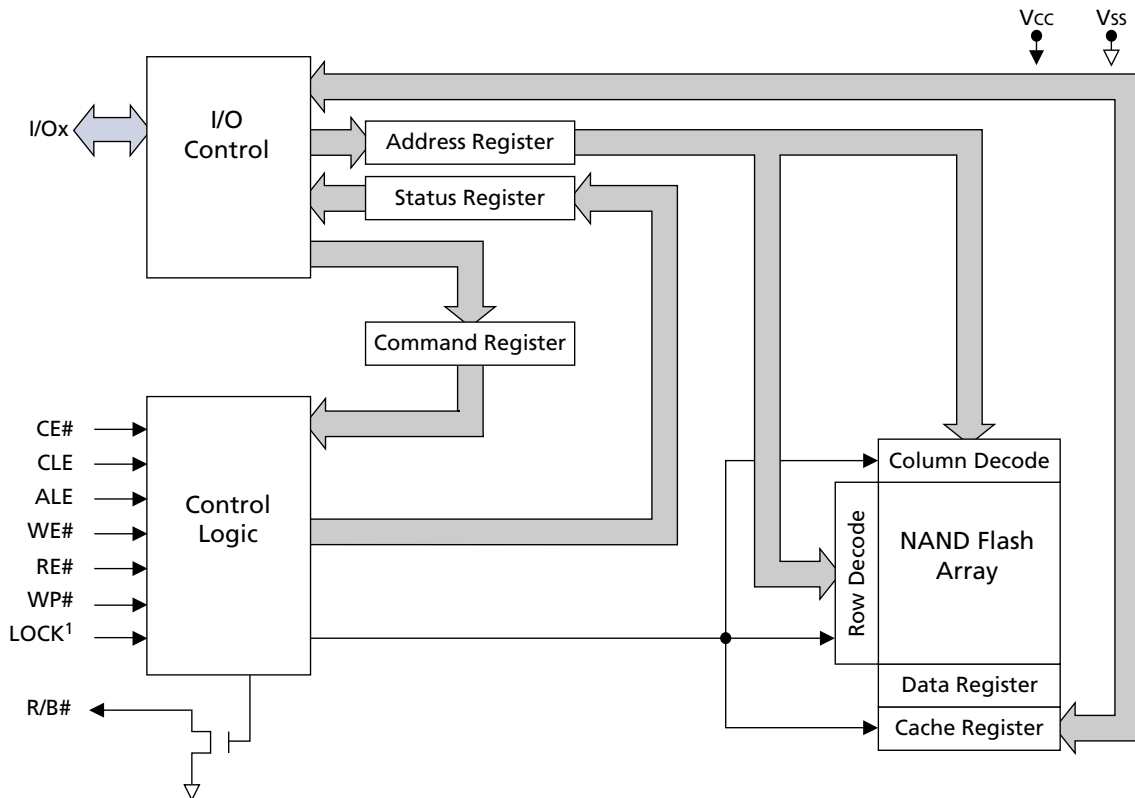 Vcc
Vss
I/Ox
I/O
Control
Address Register
Status Register
Command Register
CE#
CLE
ALE
WE#
RE#
WP#
LOCK¹
R/B#
Control
Logic
Column Decode
Row Decode
NAND Flash
Array
Data Register
Cache Register